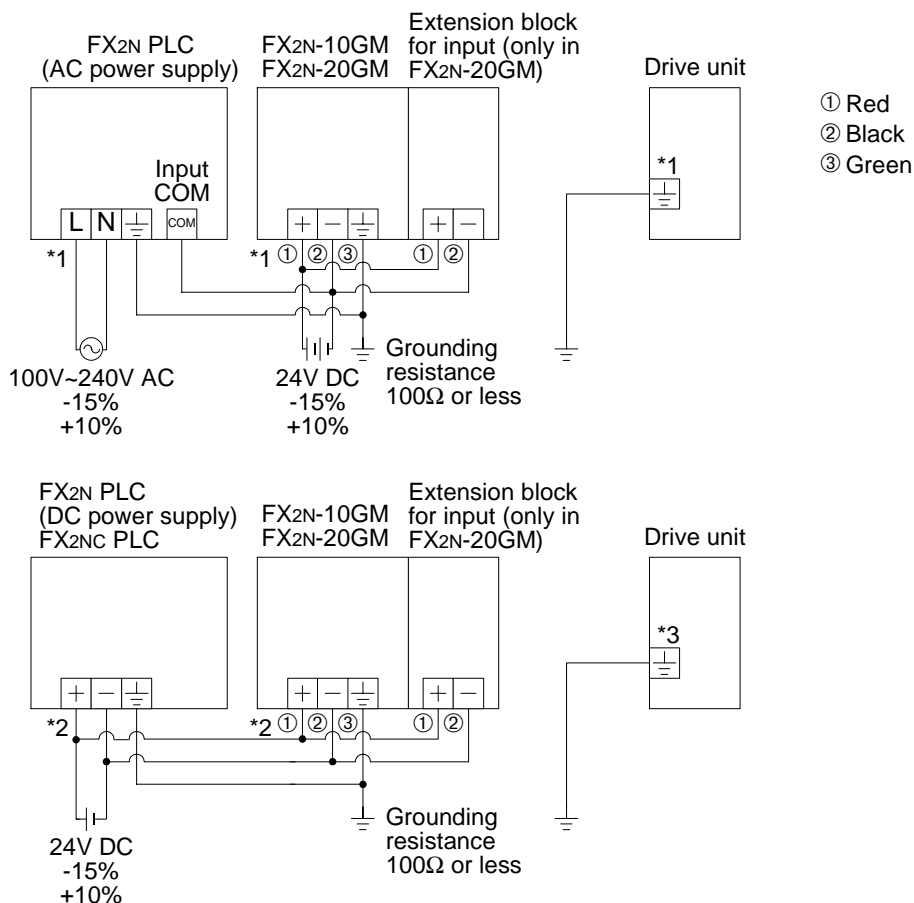 FX2N PLC
(AC power supply)
FX2N-10GM
FX2N-20GM
Extension block
for input (only in
FX2N-20GM)
Drive unit
① Red
② Black
③ Green
Input
COM
L N COM
*1
+ −
*1 ① ② ③
+ −
① ②
*1
100V~240V AC
-15%
+10%
24V DC
-15%
+10%
Grounding
resistance
100Ω or less
FX2N PLC
(DC power supply)
FX2NC PLC
FX2N-10GM
FX2N-20GM
Extension block
for input (only in
FX2N-20GM)
Drive unit
+ −
*2
+ −
*2 ① ② ③
+ −
① ②
*3
24V DC
-15%
+10%
Grounding
resistance
100Ω or less